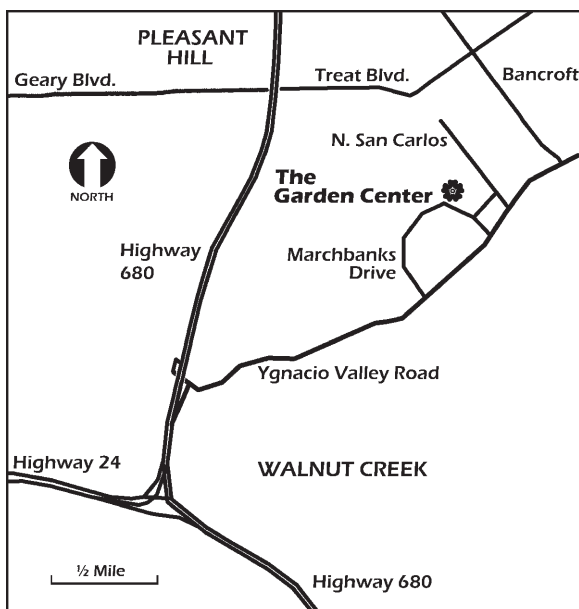 PLEASANT
HILL
Geary Blvd.
Treat Blvd.
Bancroft
N. San Carlos
NORTH
The
Garden Center
Highway
680
Marchbanks
Drive
Ygnacio Valley Road
Highway 24
WALNUT CREEK
½ Mile
Highway 680